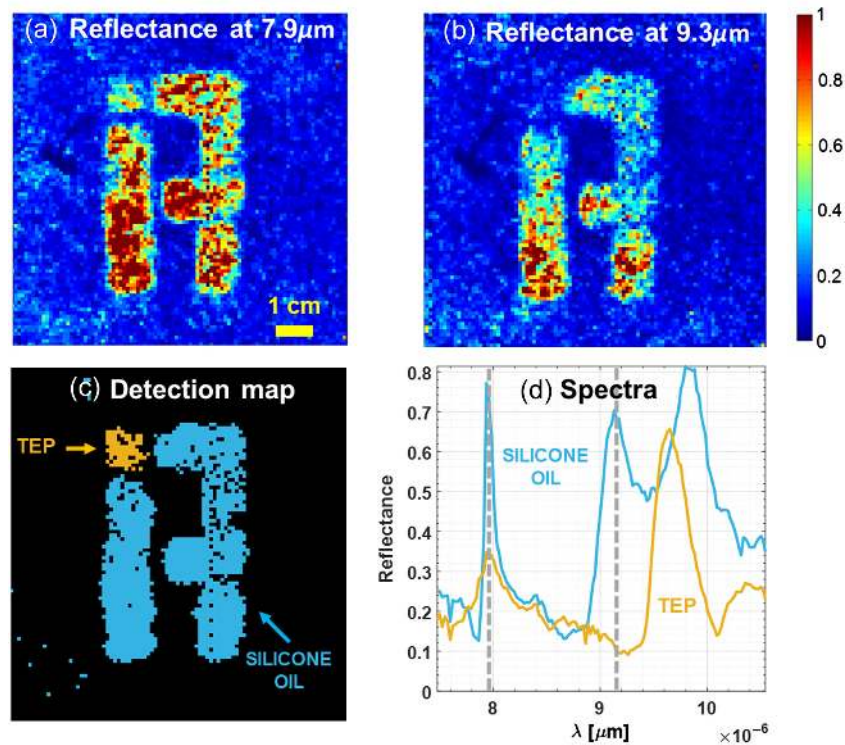 (a) Reflectance at 7.9μm
(b) Reflectance at 9.3μm
1
0.8
0.6
0.4
0.2
0
1 cm
(c) Detection map
TEP
SILICONE
OIL
(d) Spectra
0.8
0.7
0.6
0.5
0.4
0.3
0.2
0.1
0
Reflectance
SILICONE
OIL
TEP
8
9
10
λ [μm]
×10⁻⁶